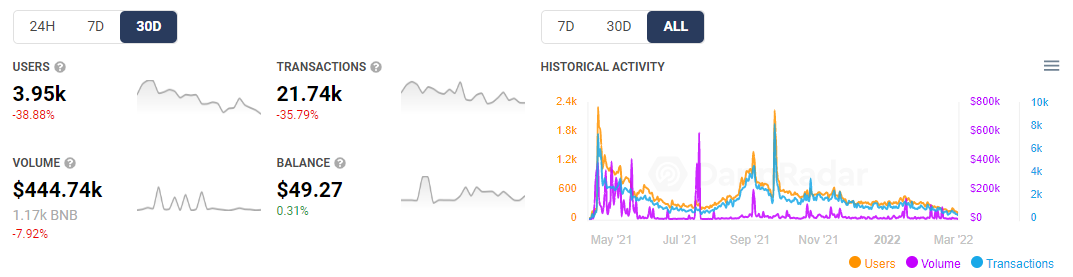 24H 7D 30D
USERS ?
3.95k
-38.88%
TRANSACTIONS ?
21.74k
-35.79%
VOLUME ?
$444.74k
1.17k BNB
-7.92%
BALANCE ?
$49.27
0.31%
7D 30D ALL
HISTORICAL ACTIVITY
2.4k
1.8k
1.2k
600
0
$800k
$600k
$400k
$200k
$0
10k
8k
6k
4k
2k
0
DappRadar
May '21 Jul '21 Sep '21 Nov '21 2022 Mar '22
Users Volume Transactions